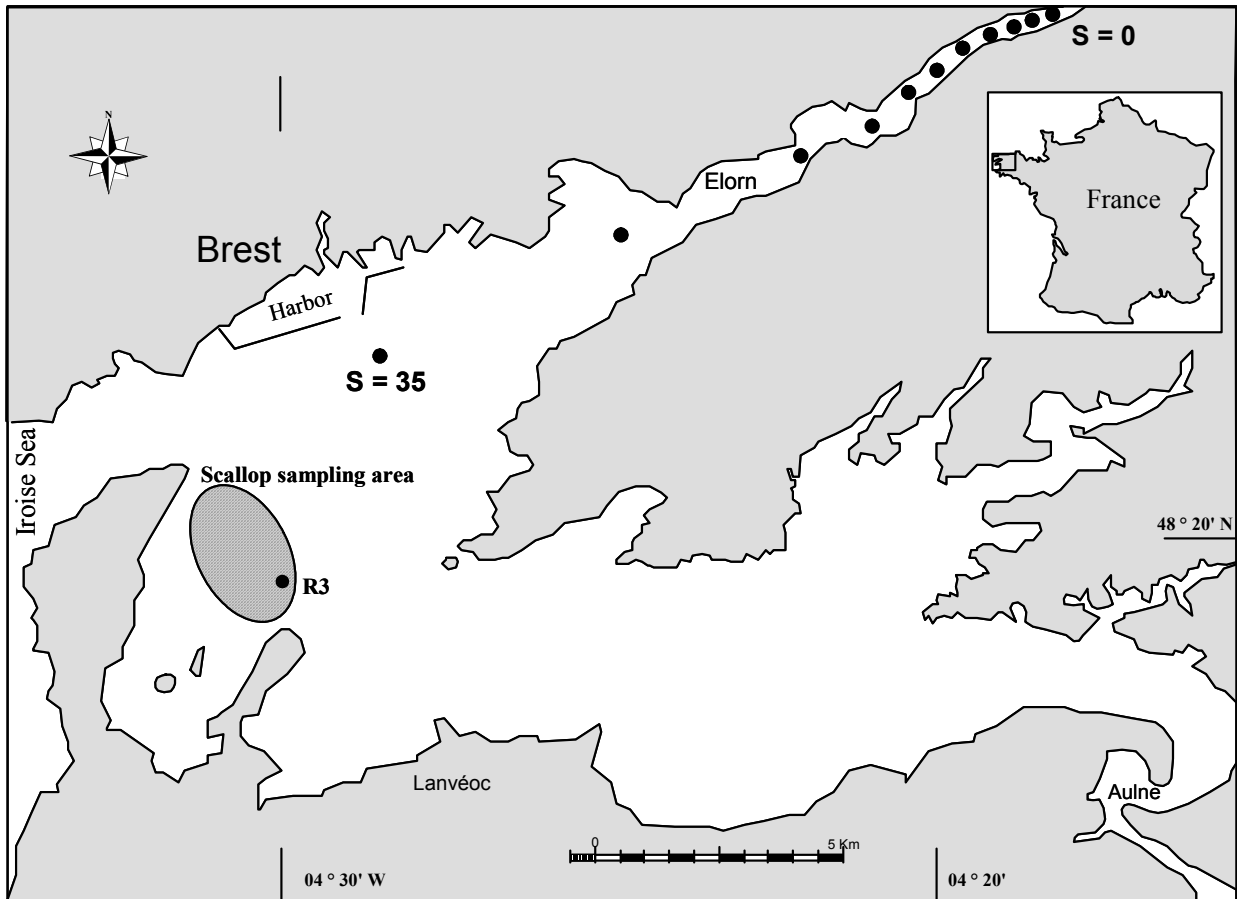 S = 0
N
France
Elorn
Brest
Harbor
S = 35
Iroise Sea
Scallop sampling area
48 ° 20' N
R3
Lanvéoc
Aulne
0
5 Km
04 ° 30' W
04 ° 20'